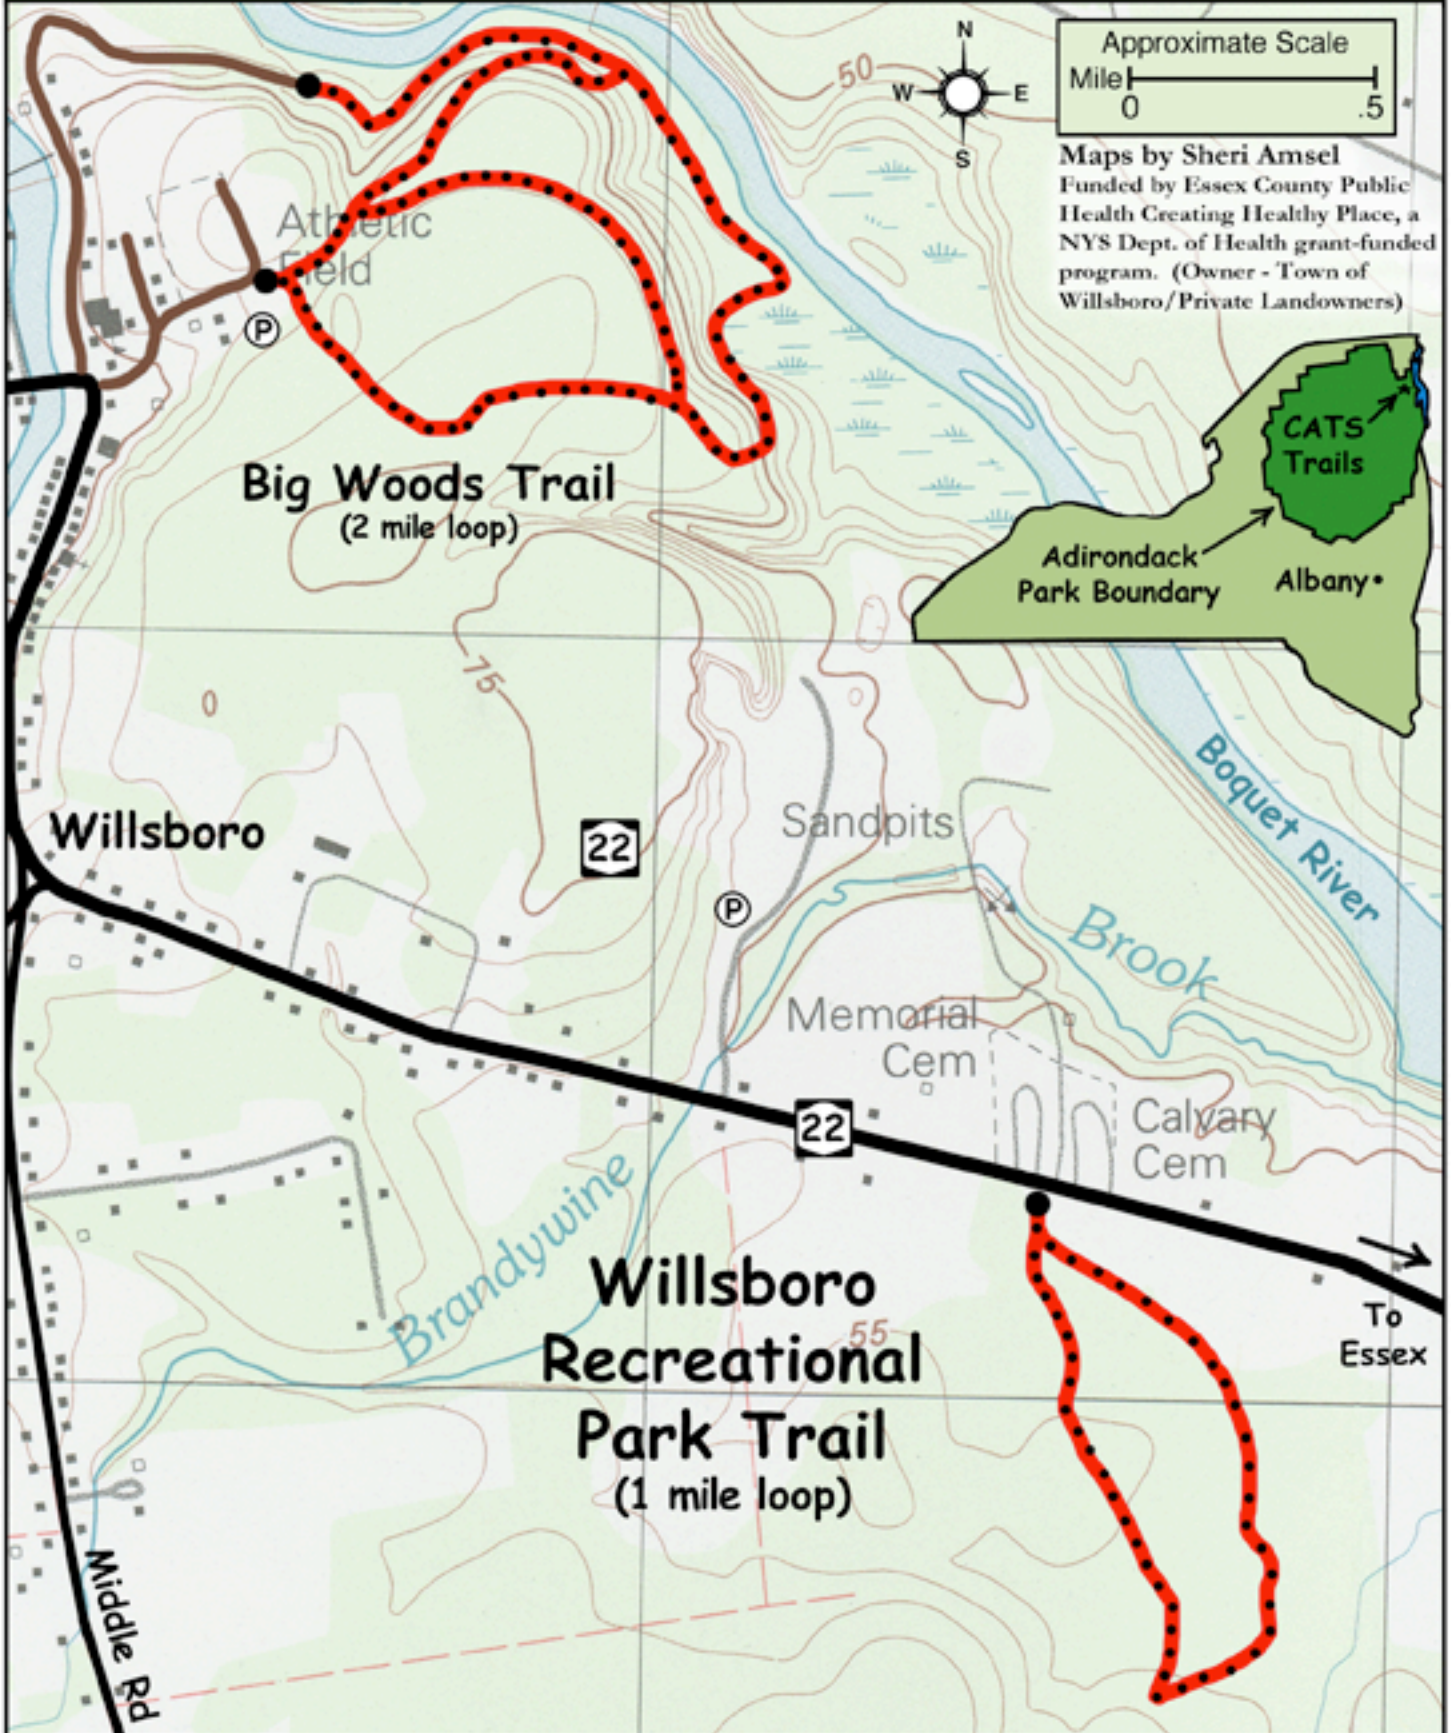 N
W
E
S
50
Approximate Scale
Mile
0
.5
Maps by Sheri Amsel
Funded by Essex County Public
Health Creating Healthy Place, a
NYS Dept. of Health grant-funded
program. (Owner - Town of
Willsboro/Private Landowners)
Athletic
Field
P
Big Woods Trail
(2 mile loop)
CATS
Trails
Adirondack
Park Boundary
Albany
75
0
Boquet River
Willsboro
22
Sandpits
P
Brook
Memorial
Cem
22
Calvary
Cem
Brandywine
Willsboro
Recreational
Park Trail
(1 mile loop)
55
To
Essex
Middle Rd